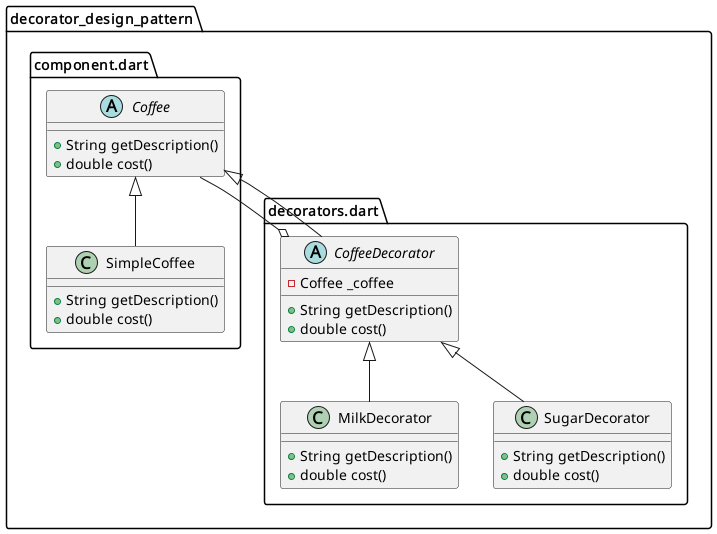 decorator_design_pattern
component.dart
A Coffee
String getDescription()
double cost()
C SimpleCoffee
String getDescription()
double cost()
decorators.dart
A CoffeeDecorator
Coffee _coffee
String getDescription()
double cost()
C MilkDecorator
String getDescription()
double cost()
C SugarDecorator
String getDescription()
double cost()